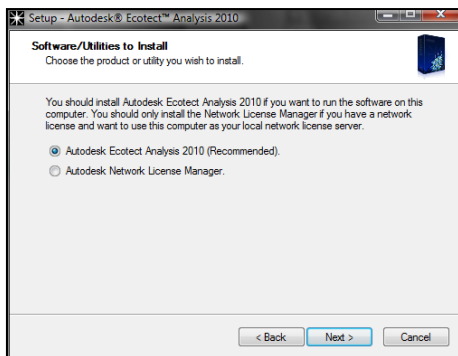 Setup - Autodesk® Ecotect™ Analysis 2010
Software/Utilities to Install
Choose the product or utility you wish to install.
You should install Autodesk Ecotect Analysis 2010 if you want to run the software on this
computer. You should only install the Network License Manager if you have a network
license and want to use this computer as your local network license server.
Autodesk Ecotect Analysis 2010 (Recommended).
Autodesk Network License Manager.
< Back Next > Cancel